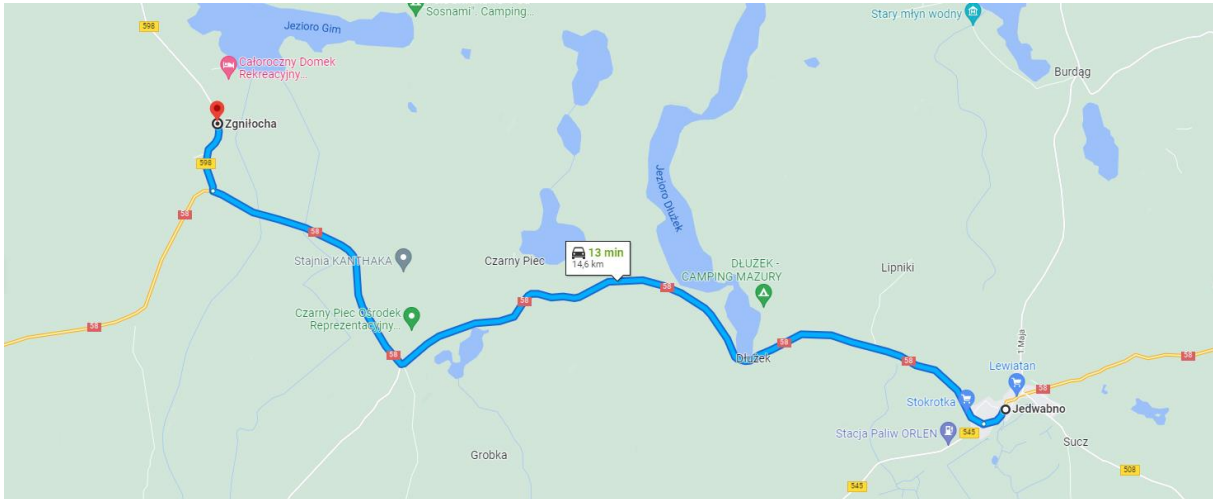 598
Jezioro Gim
Sosnami". Camping...
Stary młyn wodny
Burdąg
Całoroczny Domek
Rekreacyjny...
Zgniłocha
598
58
58
Stajnia KANTHAKA
Czarny Piec
13 min
14,6 km
Jezioro Dłużek
DŁUŻEK -
CAMPING MAZURY
Lipniki
58
58
58
Czarny Piec Ośrodek
Reprezentacyjny...
58
58
Dłużek
58
58
1 Maja
58
Lewiatan
58
Stokrotka
Jedwabno
Stacja Paliw ORLEN
545
Sucz
Grobka
508
545